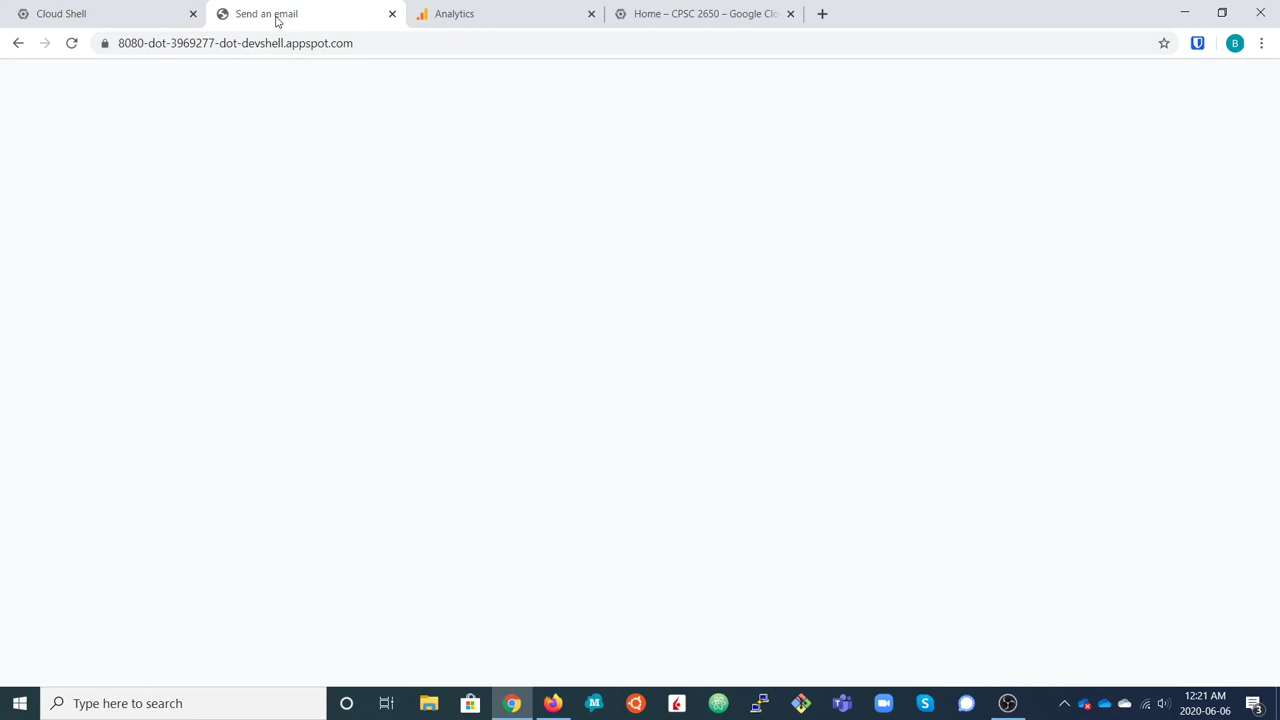 Cloud Shell
Send an email
Analytics
Home – CPSC 2650 – Google Clo
8080-dot-3969277-dot-devshell.appspot.com
B
Type here to search
12:21 AM
2020-06-06
3